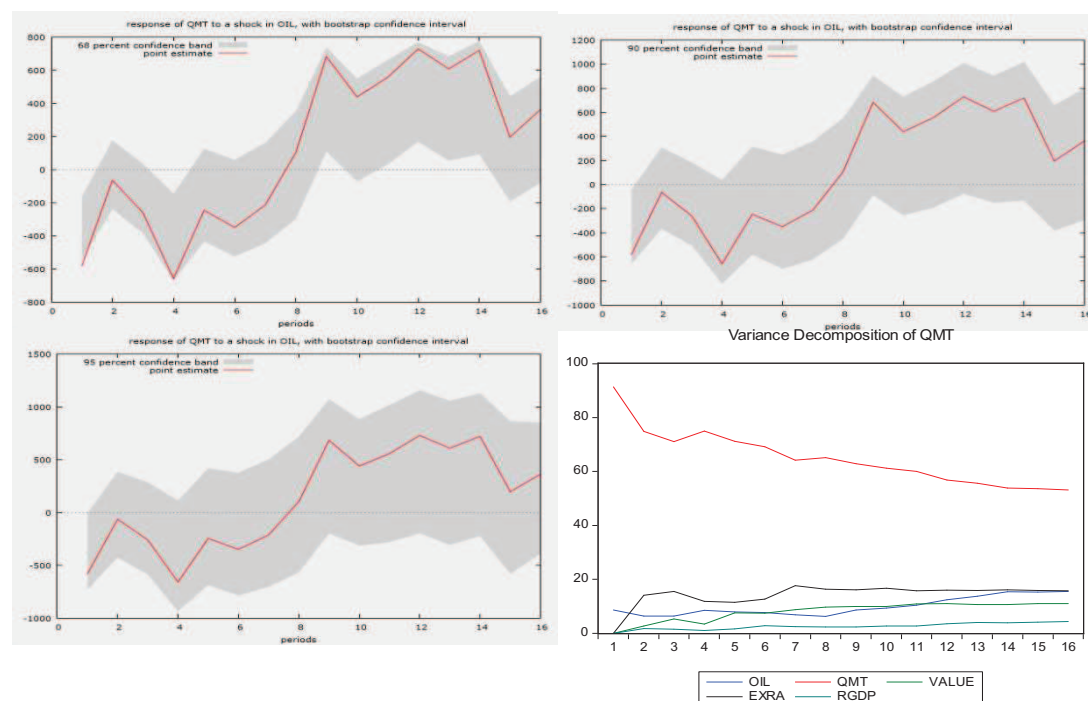 response of QMT to a shock in OIL, with bootstrap confidence interval
68 percent confidence band
point estimate
800
600
400
200
0
-200
-400
-600
-800
0 2 4 6 8 10 12 14 16
periods
response of QMT to a shock in OIL, with bootstrap confidence interval
90 percent confidence band
point estimate
1200
1000
800
600
400
200
0
-200
-400
-600
-800
-1000
0 2 4 6 8 10 12 14 16
periods
response of QMT to a shock in OIL, with bootstrap confidence interval
95 percent confidence band
point estimate
1500
1000
500
0
-500
-1000
0 2 4 6 8 10 12 14 16
periods
Variance Decomposition of QMT
100
80
60
40
20
0
1 2 3 4 5 6 7 8 9 10 11 12 13 14 15 16
OIL QMT VALUE
EXRA RGDP